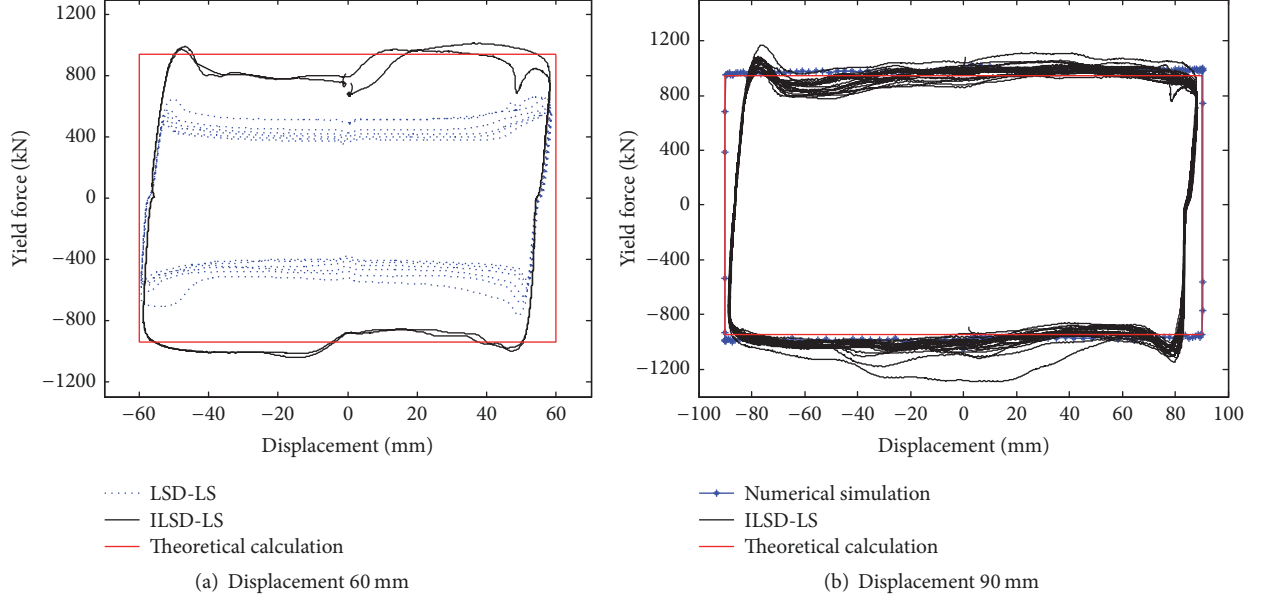 1200
800
400
0
−400
−800
−1200
Yield force (kN)
−60 −40 −20 0 20 40 60
Displacement (mm)
LSD-LS
ILSD-LS
Theoretical calculation
(a) Displacement 60 mm
1200
800
400
0
−400
−800
−1200
Yield force (kN)
−100 −80 −60 −40 −20 0 20 40 60 80 100
Displacement (mm)
Numerical simulation
ILSD-LS
Theoretical calculation
(b) Displacement 90 mm